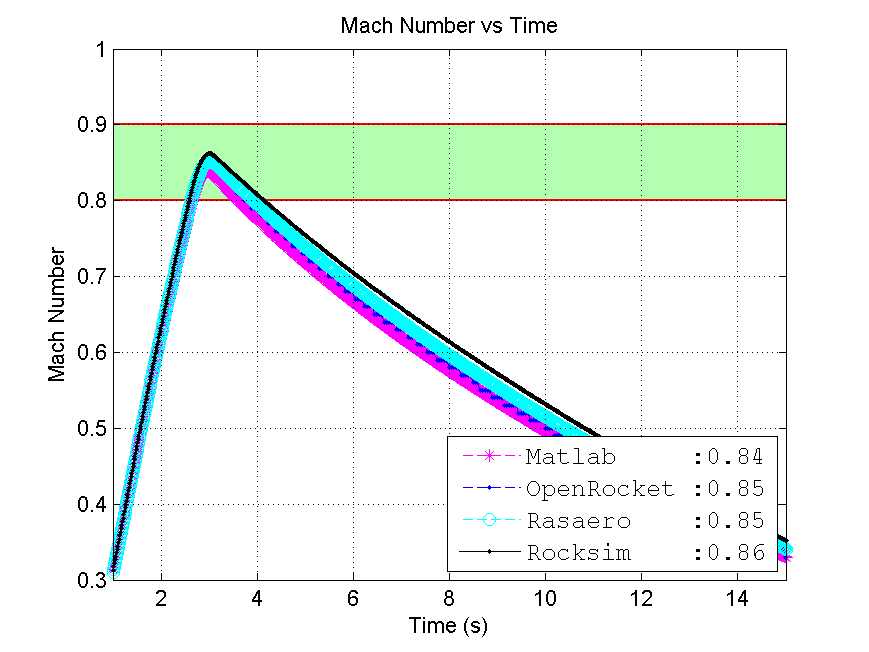 Mach Number vs Time
1
0.9
0.8
0.7
0.6
0.5
0.4
0.3
Mach Number
Matlab :0.84
OpenRocket :0.85
Rasaero :0.85
Rocksim :0.86
2 4 6 8 10 12 14
Time (s)